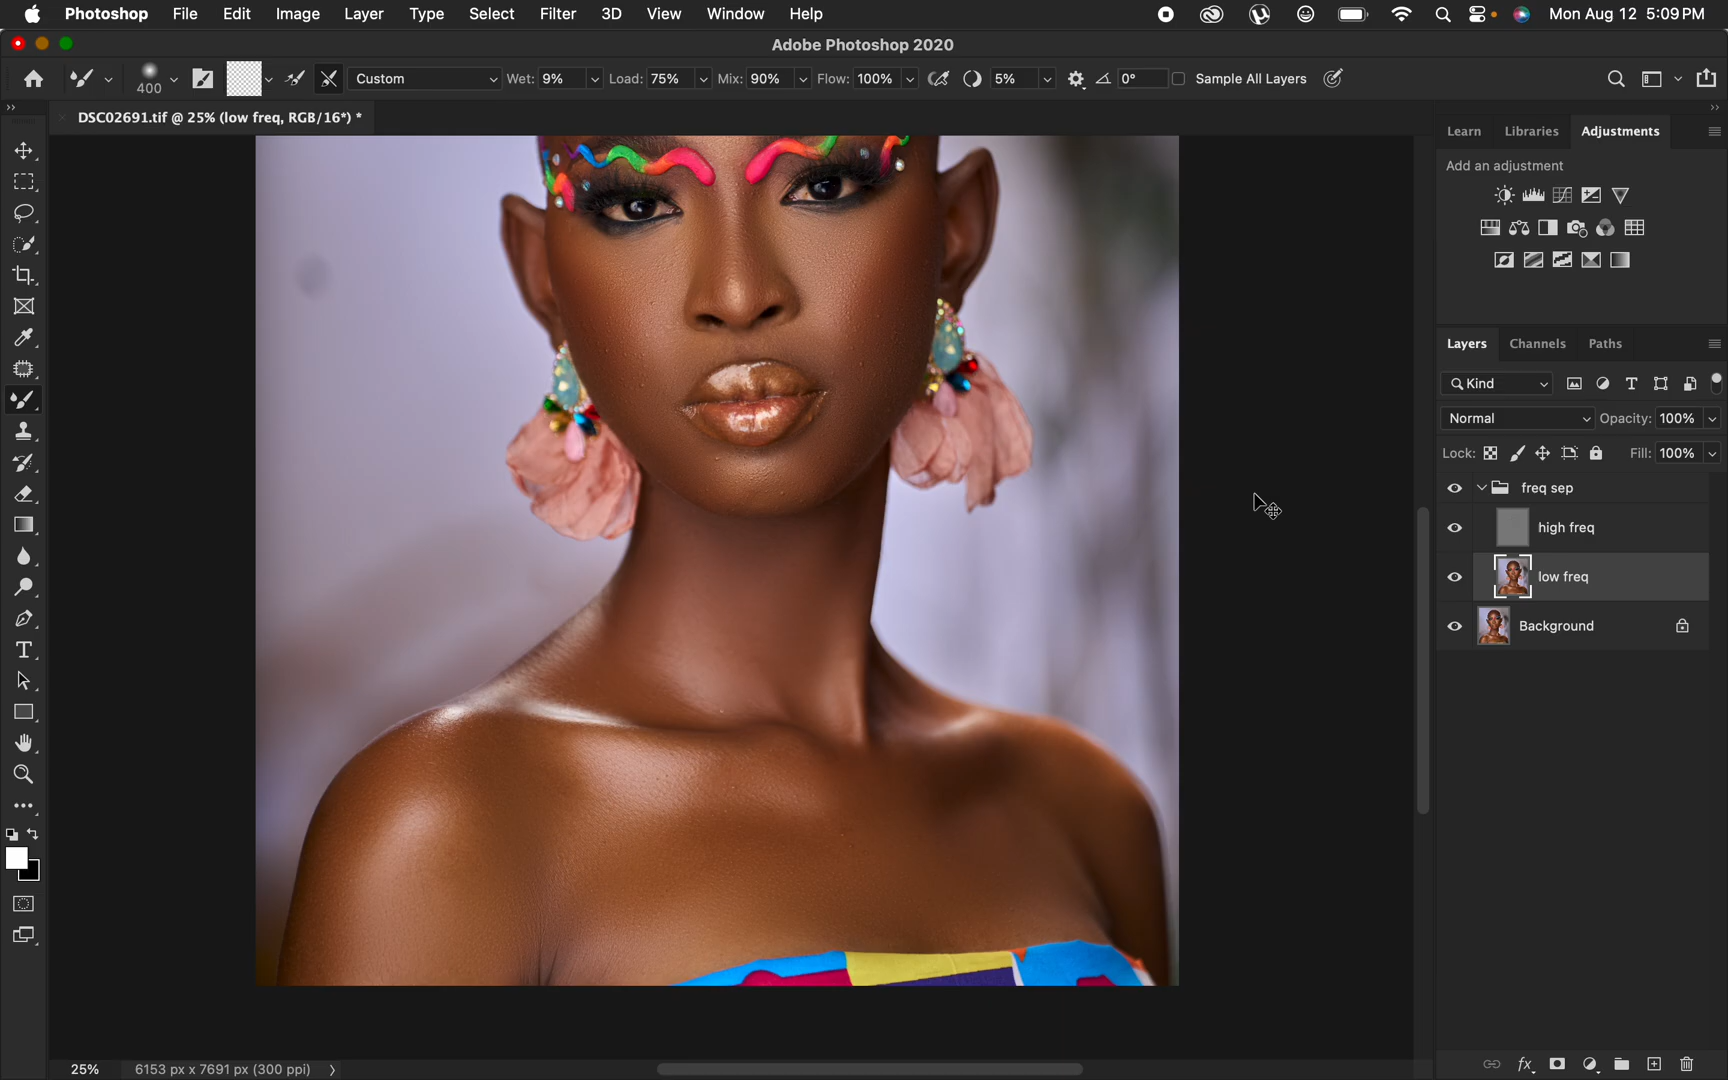 Photoshop File Edit Image Layer Type Select Filter 3D View Window Help Mon Aug 12 5:09 PM
Adobe Photoshop 2020
400 Custom Wet: 9% Load: 75% Mix: 90% Flow: 100% 5% 0° Sample All Layers
DSC02691.tif @ 25% (low freq, RGB/16*) *
Learn Libraries Adjustments
Add an adjustment
Layers Channels Paths
Kind
Normal Opacity: 100%
Lock: Fill: 100%
freq sep
high freq
low freq
Background
25% 6153 px x 7691 px (300 ppi)